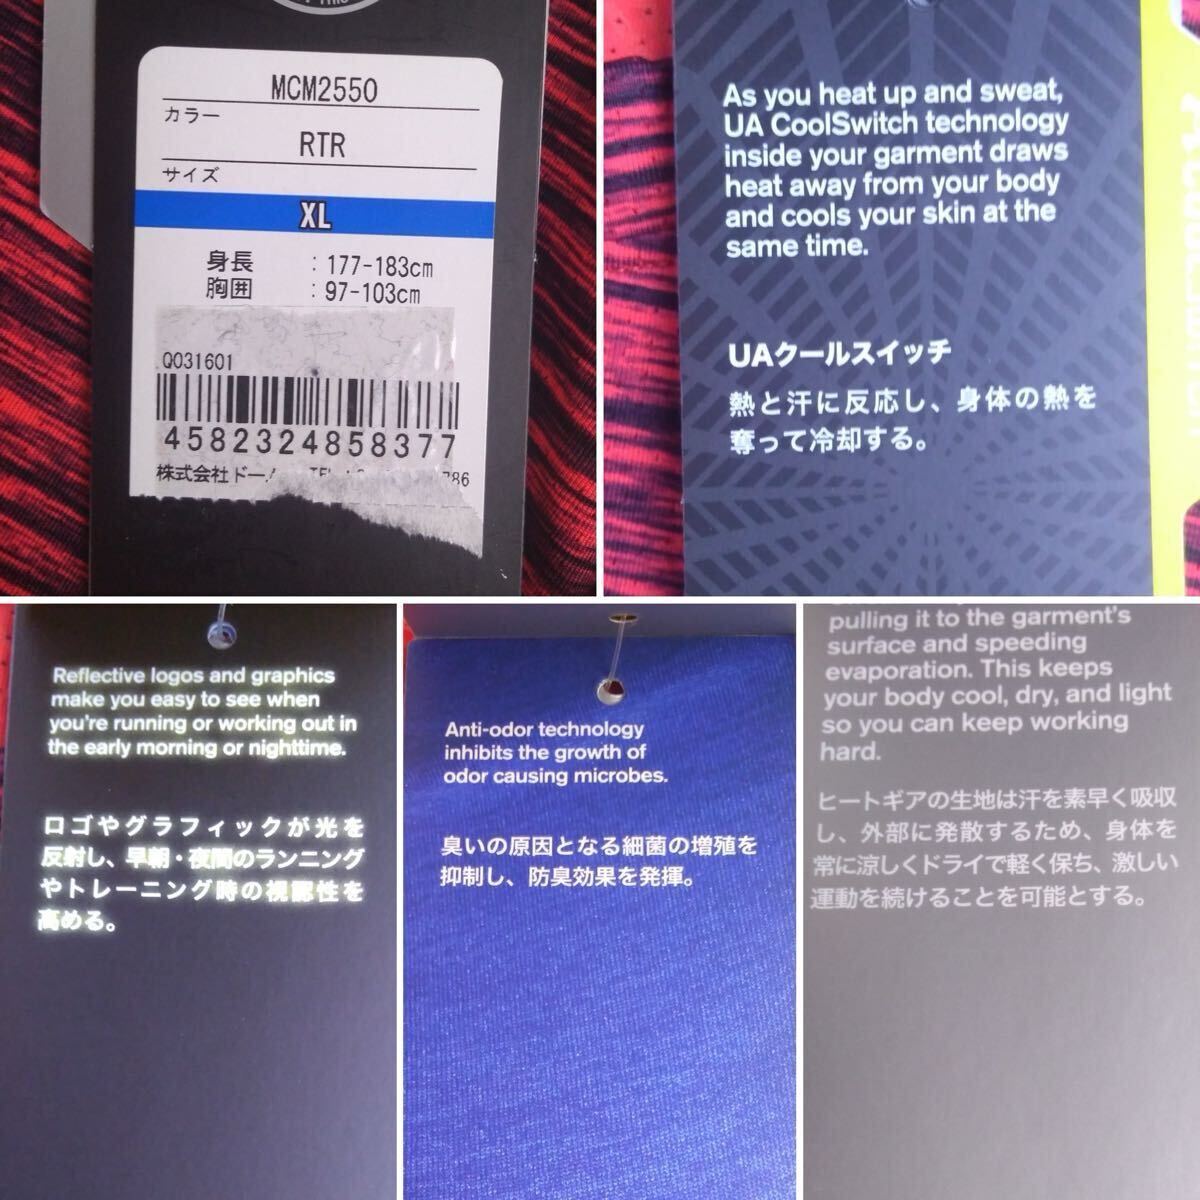 MCM2550
カラー
RTR
サイズ
XL
身長 : 177-183cm
胸囲 : 97-103cm
Q031601
4582324858377
株式会社ドー
786
As you heat up and sweat,
UA CoolSwitch technology
inside your garment draws
heat away from your body
and cools your skin at the
same time.
UAクールスイッチ
熱と汗に反応し、身体の熱を
奪って冷却する。
Reflective logos and graphics
make you easy to see when
you're running or working out in
the early morning or nighttime.
ロゴやグラフィックが光を
反射し、早朝・夜間のランニング
やトレーニング時の視認性を
高める。
Anti-odor technology
inhibits the growth of
odor causing microbes.
臭いの原因となる細菌の増殖を
抑制し、防臭効果を発揮。
pulling it to the garment's
surface and speeding
evaporation. This keeps
your body cool, dry, and light
so you can keep working
hard.
ヒートギアの生地は汗を素早く吸収
し、外部に発散するため、身体を
常に涼しくドライで軽く保ち、激しい
運動を続けることを可能とする。